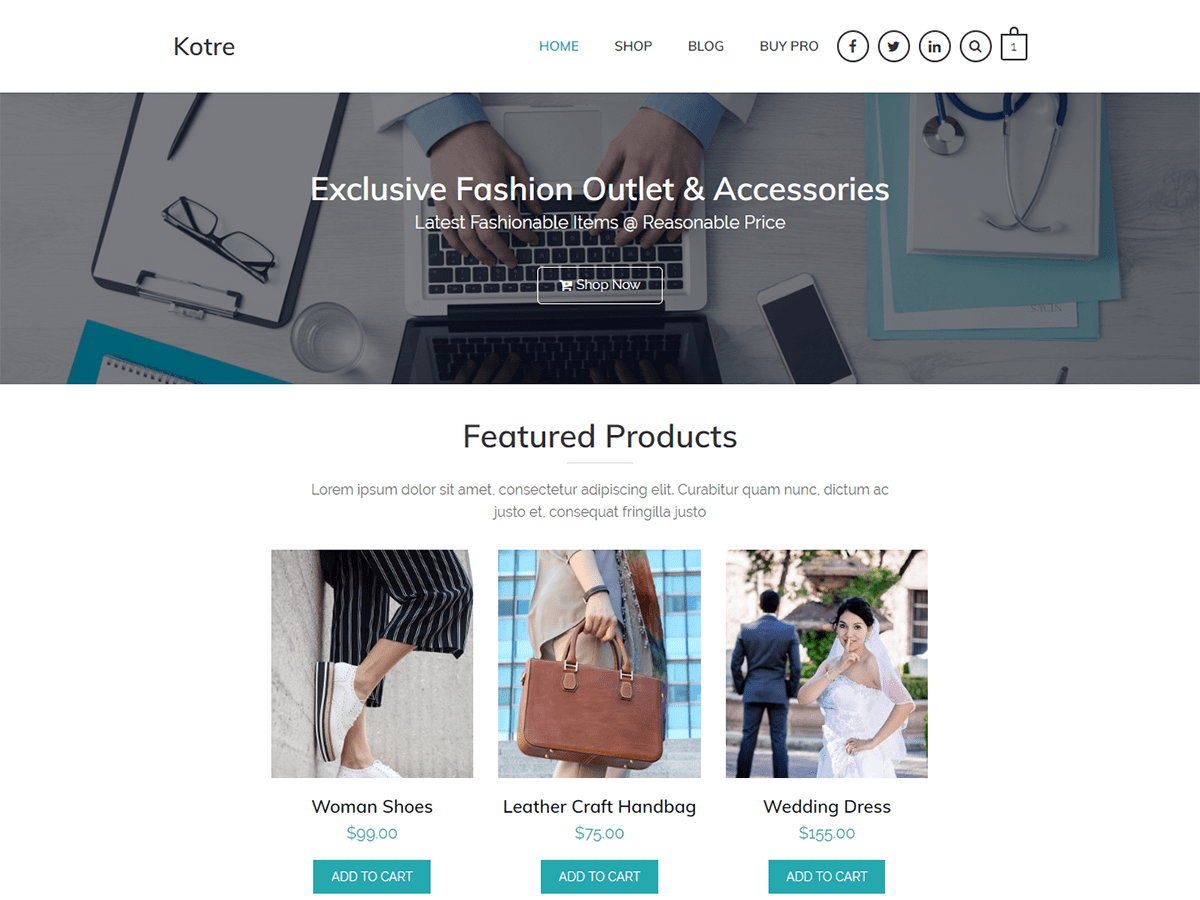 Kotre
HOME SHOP BLOG BUY PRO 1
Exclusive Fashion Outlet & Accessories
Latest Fashionable Items @ Reasonable Price
Shop Now
NEWS
Featured Products
Lorem ipsum dolor sit amet, consectetur adipiscing elit. Curabitur quam nunc, dictum ac
justo et, consequat fringilla justo
Woman Shoes
$99.00
ADD TO CART
Leather Craft Handbag
$75.00
ADD TO CART
Wedding Dress
$155.00
ADD TO CART